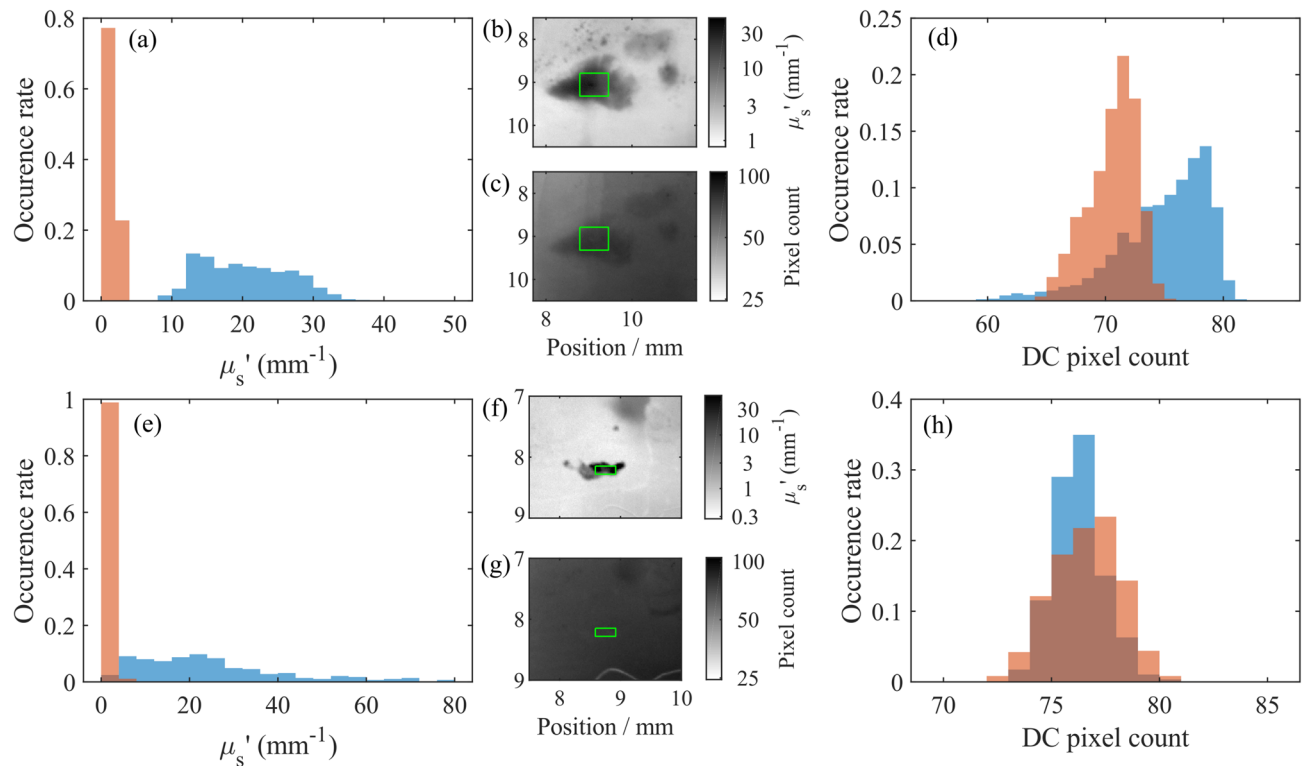 (a)
Occurence rate
0.8
0.6
0.4
0.2
0
0 10 20 30 40 50
μs' (mm-1)
(b)
8
9
10
30
10
3
1
μs' (mm-1)
(c)
8
9
10
100
50
25
Pixel count
8 10
Position / mm
(d)
Occurence rate
0.25
0.2
0.15
0.1
0.05
0
60 70 80
DC pixel count
(e)
Occurence rate
1
0.8
0.6
0.4
0.2
0
0 20 40 60 80
μs' (mm-1)
(f)
7
8
9
30
10
3
1
0.3
μs' (mm-1)
(g)
7
8
9
100
50
25
Pixel count
8 9 10
Position / mm
(h)
Occurence rate
0.4
0.3
0.2
0.1
0
70 75 80 85
DC pixel count